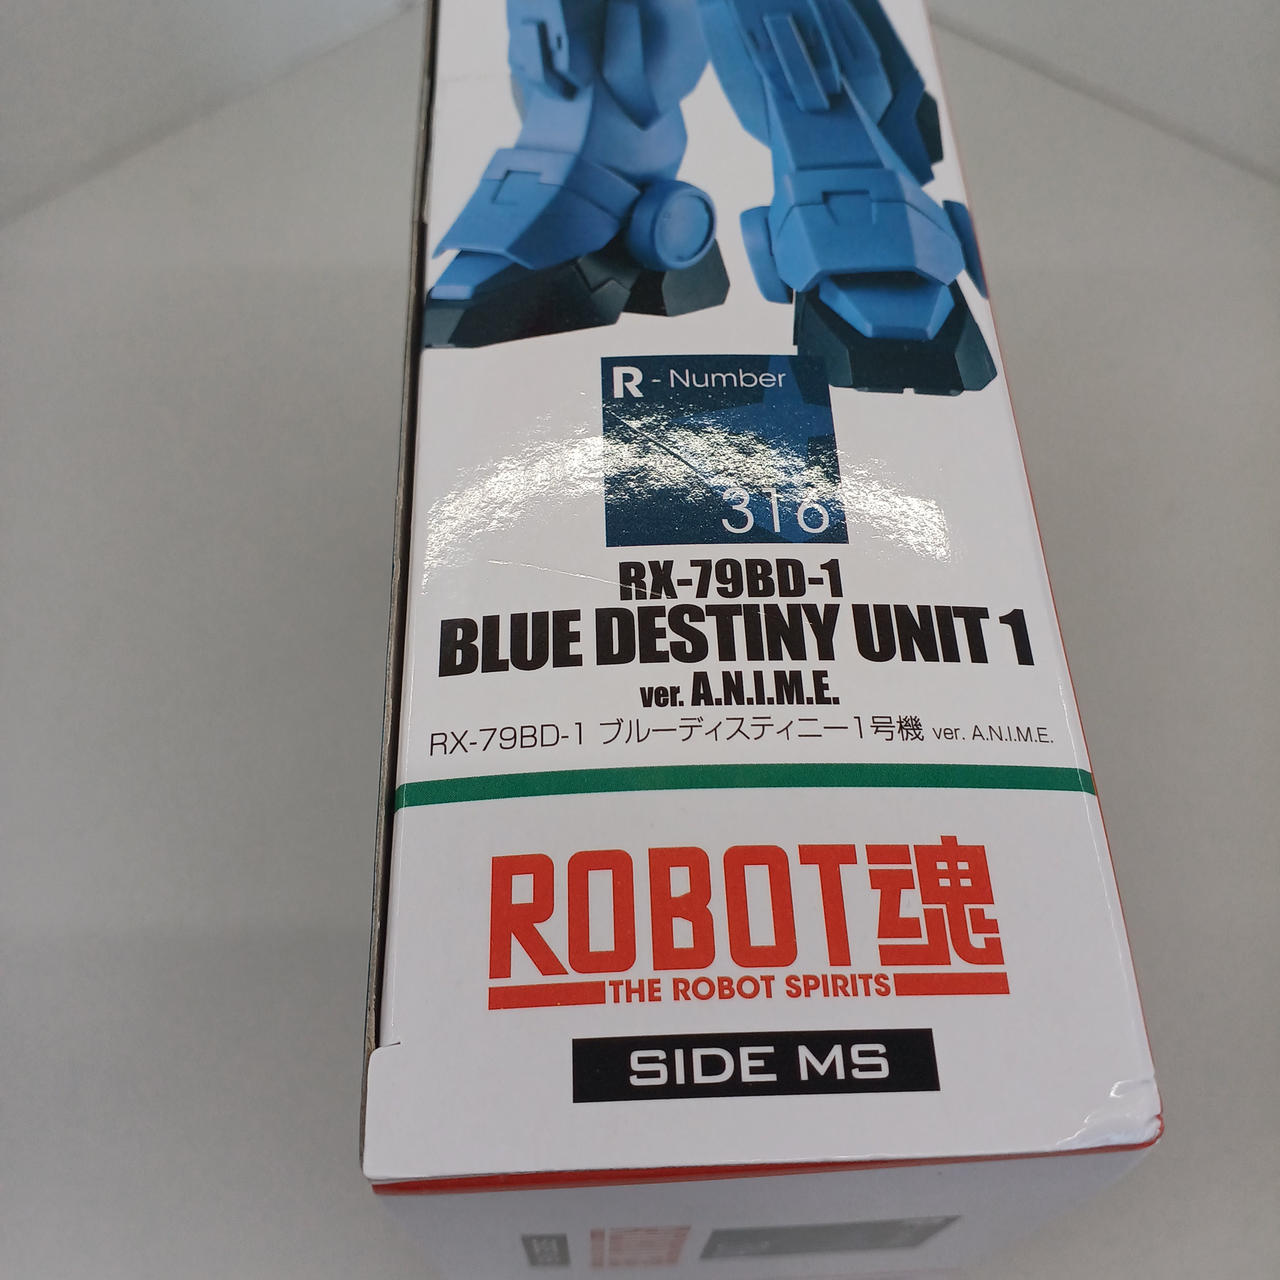 R - Number
316
RX-79BD-1
BLUE DESTINY UNIT 1
ver. A.N.I.M.E.
RX-79BD-1 ブルーディスティニー1号機 ver. A.N.I.M.E.
ROBOT魂
THE ROBOT SPIRITS
SIDE MS